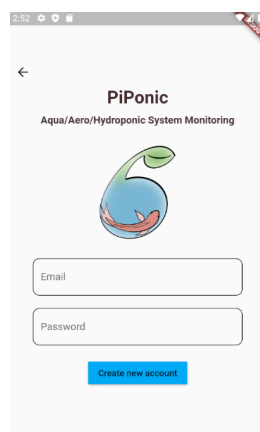 2:52
PiPonic
Aqua/Aero/Hydroponic System Monitoring
Email
Password
Create new account